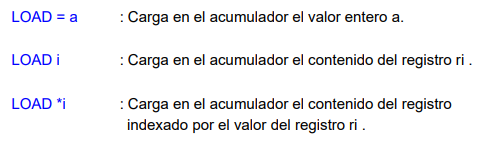 LOAD = a : Carga en el acumulador el valor entero a.
LOAD i : Carga en el acumulador el contenido del registro ri .
LOAD *i : Carga en el acumulador el contenido del registro
indexado por el valor del registro ri .